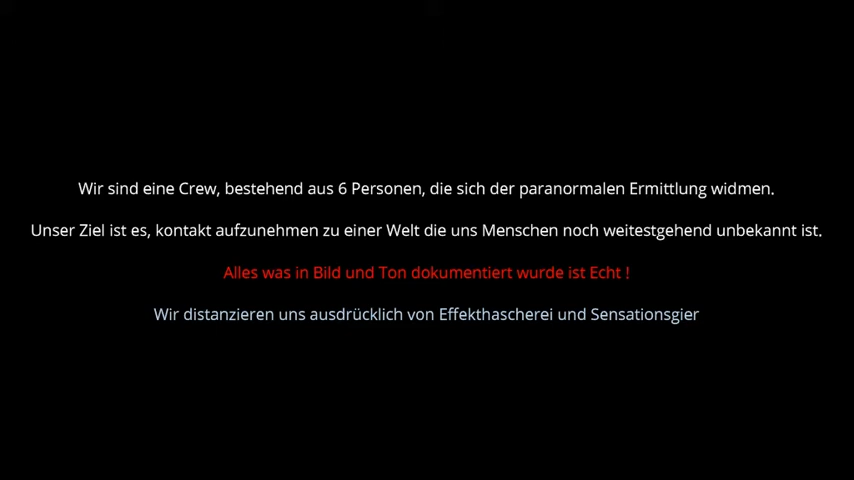 Wir sind eine Crew, bestehend aus 6 Personen, die sich der paranormalen Ermittlung widmen.
Unser Ziel ist es, kontakt aufzunehmen zu einer Welt die uns Menschen noch weitestgehend unbekannt ist.
Alles was in Bild und Ton dokumentiert wurde ist Echt !
Wir distanzieren uns ausdrücklich von Effekthascherei und Sensationsgier